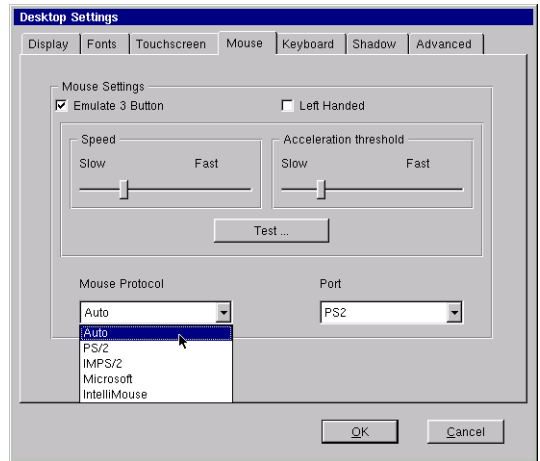 Desktop Settings
Display Fonts Touchscreen Mouse Keyboard Shadow Advanced
Mouse Settings
Emulate 3 Button Left Handed
Speed Acceleration threshold
Slow Fast Slow Fast
Test ...
Mouse Protocol Port
Auto PS2
Auto
PS/2
IMPS/2
Microsoft
IntelliMouse
OK Cancel